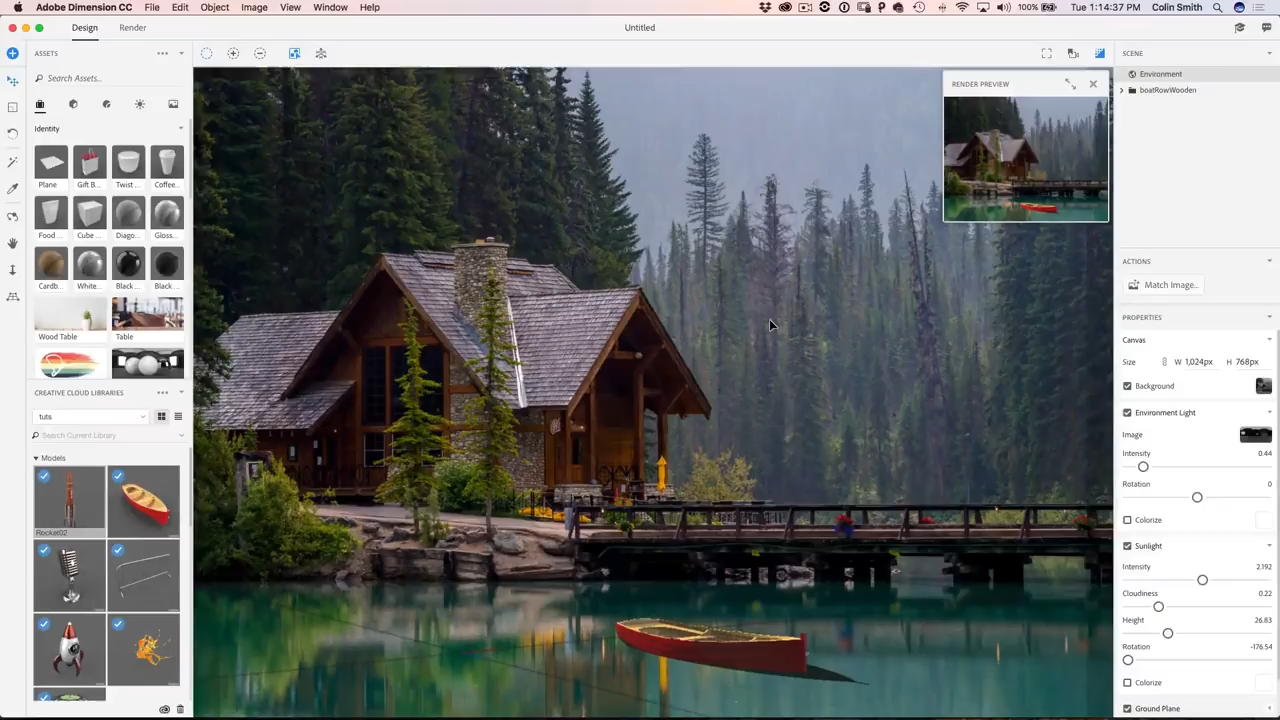 Adobe Dimension CC File Edit Object Image View Window Help 100% Tue 1:14:37 PM Colin Smith
Design Render Untitled
ASSETS
Search Assets...
Identity
Plane Gift B... Twist ... Coffee...
Food ... Cube ... Diago... Gloss...
Cardb... White... Black ... Black ...
Wood Table Table
CREATIVE CLOUD LIBRARIES
tuts
Search Current Library
Models
Rocket02
RENDER PREVIEW
SCENE
Environment
boatRowWooden
ACTIONS
Match Image...
PROPERTIES
Canvas
Size W 1,024px H 768px
Background
Environment Light
Image
Intensity 0.44
Rotation 0
Colorize
Sunlight
Intensity 2.192
Cloudiness 0.22
Height 26.83
Rotation -176.54
Colorize
Ground Plane